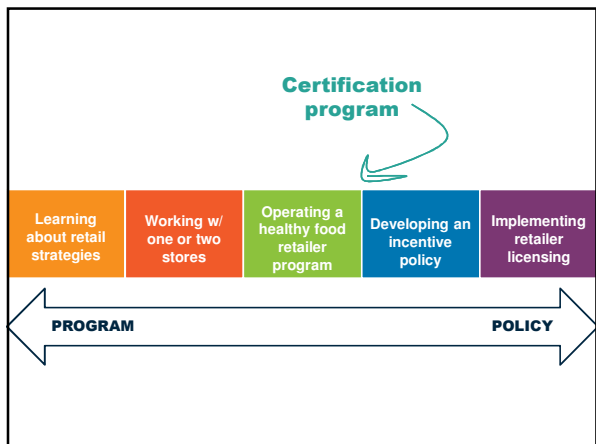 Certification
program
Learning
about retail
strategies
Working w/
one or two
stores
Operating a
healthy food
retailer
program
Developing an
incentive
policy
Implementing
retailer
licensing
PROGRAM
POLICY